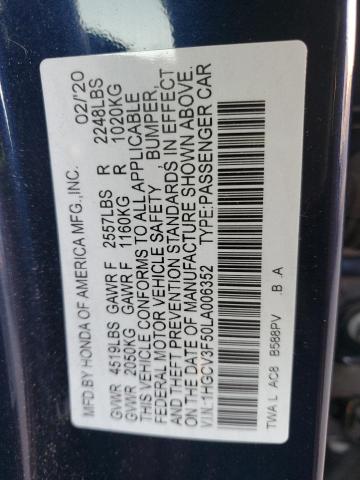 MFD.BY HONDA OF AMERICA MFG.,INC. 02/'20
GVWR 4519LBS GAWR F 2557LBS R 2248LBS
GVWR 2050KG GAWR F 1160KG R 1020KG
THIS VEHICLE CONFORMS TO ALL APPLICABLE
FEDERAL MOTOR VEHICLE SAFETY, BUMPER,
AND THEFT PREVENTION STANDARDS IN EFFECT
ON THE DATE OF MANUFACTURE SHOWN ABOVE.
V.I.N.:1HGCV3F50LA006352 TYPE:PASSENGER CAR
TWA L AC8 B588PV .B .A